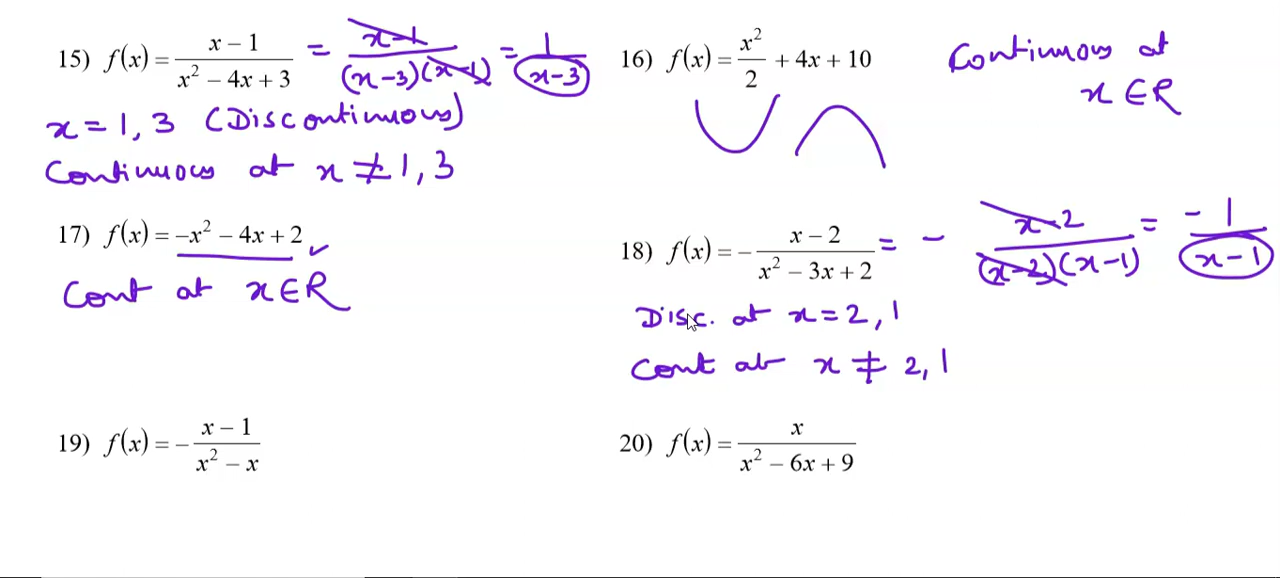 15) f(x) = (x − 1)/(x² − 4x + 3) = (x-1)/((x-3)(x-1)) = 1/(x-3)
x = 1, 3 (Discontinuous)
Continuous at x ≠ 1, 3
16) f(x) = x²/2 + 4x + 10
Continuous at
x ∈ R
17) f(x) = −x² − 4x + 2 ✓
Cont at x ∈ R
18) f(x) = − (x − 2)/(x² − 3x + 2) = − (x-2)/((x-2)(x-1)) = -1/(x-1)
Disc. at x = 2, 1
Cont at x ≠ 2, 1
19) f(x) = − (x − 1)/(x² − x)
20) f(x) = x/(x² − 6x + 9)